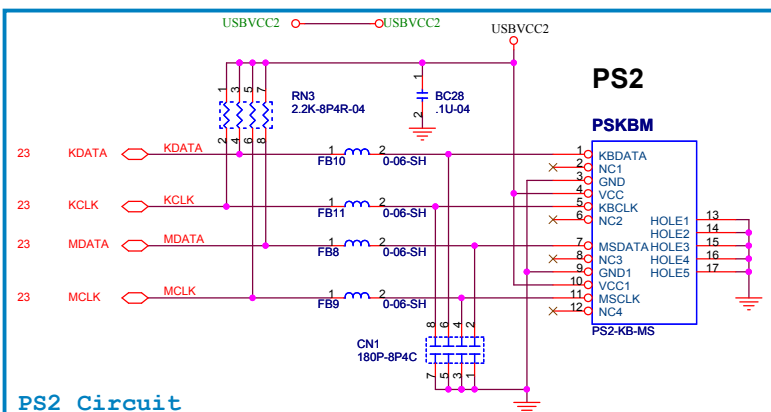 USBVCC2 USBVCC2 USBVCC2
PS2
1 3 5 7 RN3 1 BC28
2.2K-8P4R-04 .1U-04
2 4 6 8 2
PSKBM
23 KDATA KDATA 1 FB10 2 0-06-SH 1 KBDATA
2 NC1
3 GND
4 VCC
23 KCLK KCLK 1 FB11 2 0-06-SH 5 KBCLK
6 NC2 HOLE1 13
HOLE2 14
23 MDATA MDATA 1 FB8 2 0-06-SH 7 MSDATA HOLE3 15
8 NC3 HOLE4 16
9 GND1 HOLE5 17
10 VCC1
23 MCLK MCLK 1 FB9 2 0-06-SH 11 MSCLK
12 NC4
PS2-KB-MS
8 6 4 2
CN1
180P-8P4C
7 5 3 1
PS2 Circuit